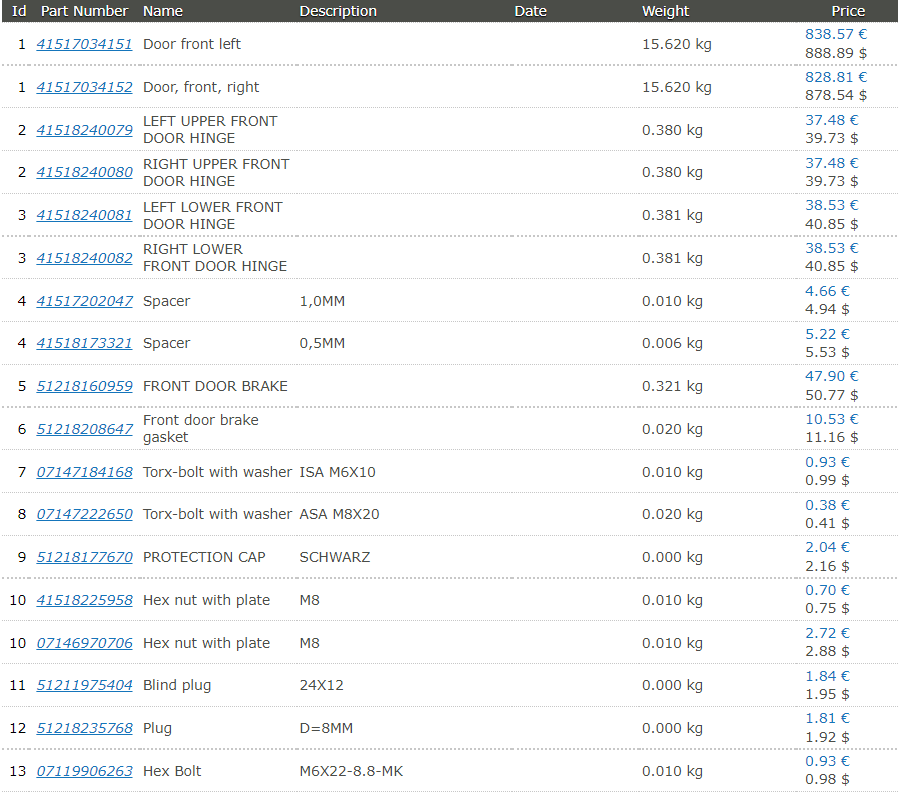 Id Part Number Name Description Date Weight Price
1 41517034151 Door front left 15.620 kg 838.57 €
888.89 $
1 41517034152 Door, front, right 15.620 kg 828.81 €
878.54 $
2 41518240079 LEFT UPPER FRONT
DOOR HINGE 0.380 kg 37.48 €
39.73 $
2 41518240080 RIGHT UPPER FRONT
DOOR HINGE 0.380 kg 37.48 €
39.73 $
3 41518240081 LEFT LOWER FRONT
DOOR HINGE 0.381 kg 38.53 €
40.85 $
3 41518240082 RIGHT LOWER
FRONT DOOR HINGE 0.381 kg 38.53 €
40.85 $
4 41517202047 Spacer 1,0MM 0.010 kg 4.66 €
4.94 $
4 41518173321 Spacer 0,5MM 0.006 kg 5.22 €
5.53 $
5 51218160959 FRONT DOOR BRAKE 0.321 kg 47.90 €
50.77 $
6 51218208647 Front door brake
gasket 0.020 kg 10.53 €
11.16 $
7 07147184168 Torx-bolt with washer ISA M6X10 0.010 kg 0.93 €
0.99 $
8 07147222650 Torx-bolt with washer ASA M8X20 0.020 kg 0.38 €
0.41 $
9 51218177670 PROTECTION CAP SCHWARZ 0.000 kg 2.04 €
2.16 $
10 41518225958 Hex nut with plate M8 0.010 kg 0.70 €
0.75 $
10 07146970706 Hex nut with plate M8 0.010 kg 2.72 €
2.88 $
11 51211975404 Blind plug 24X12 0.000 kg 1.84 €
1.95 $
12 51218235768 Plug D=8MM 0.000 kg 1.81 €
1.92 $
13 07119906263 Hex Bolt M6X22-8.8-MK 0.010 kg 0.93 €
0.98 $